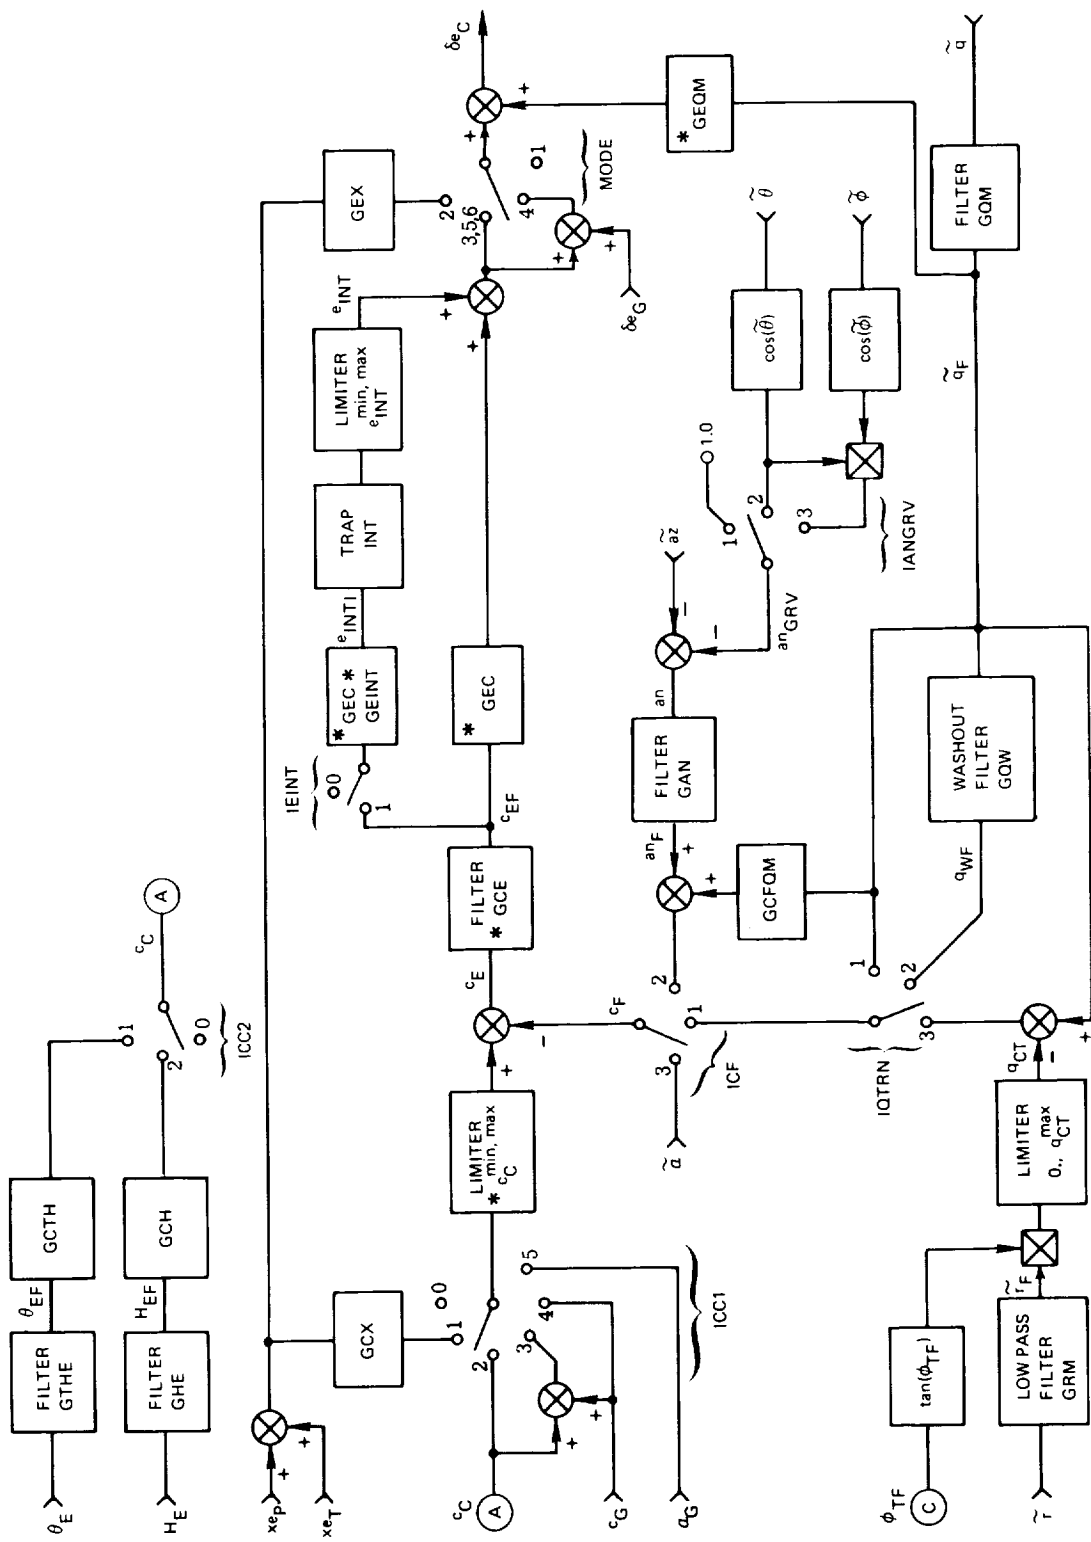 θE
FILTER
GTHE
θEF
GCTH
1
HE
FILTER
GHE
HEF
GCH
2
0
ICC2
cC
A
xeP
+
xeT
+
GCX
GEX
1
0
2
3
4
5
ICC1
cC
A
+
+
cG
aG
LIMITER
* min, max
cC
+
−
cE
FILTER
* GCE
cEF
IEINT
0
1
* GEC *
GEINT
eINTI
TRAP
INT
LIMITER
min, max
eINT
eINT
+
* GEC
+
2
3,5,6
4
1
MODE
+
+
δeG
+
δeC
+
* GEQM
ã
3
2
1
ICF
cF
anF
+
+
GCFQM
FILTER
GAN
an
−
ãz
−
anGRV
1
1.0
2
3
IANGRV
cos(θ̃)
θ̃
cos(φ̃)
φ̃
IQTRN
1
2
3
qWF
WASHOUT
FILTER
GQW
q̃F
FILTER
GQM
q̃
φTF
C
tan(φTF)
r̃
LOW PASS
FILTER
GRM
r̃F
LIMITER
0., qCT max
qCT
−
+